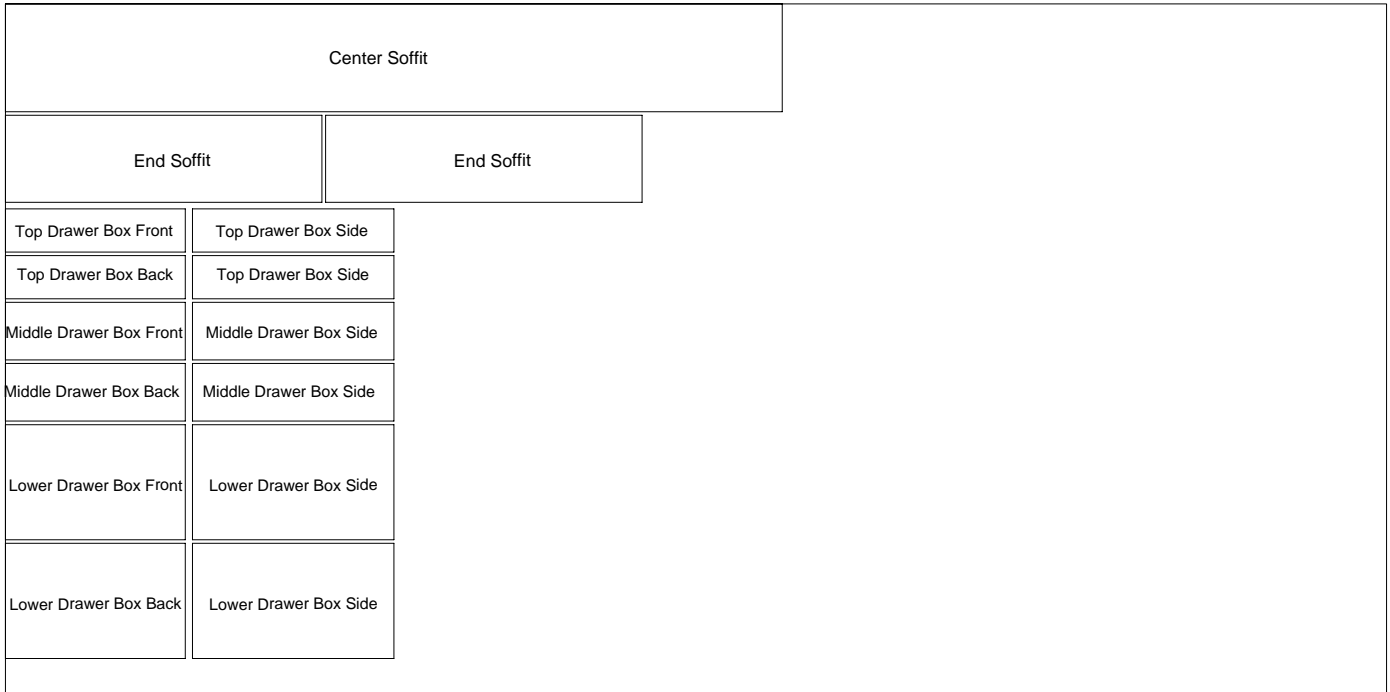 Center Soffit
End Soffit
End Soffit
Top Drawer Box Front
Top Drawer Box Side
Top Drawer Box Back
Top Drawer Box Side
Middle Drawer Box Front
Middle Drawer Box Side
Middle Drawer Box Back
Middle Drawer Box Side
Lower Drawer Box Front
Lower Drawer Box Side
Lower Drawer Box Back
Lower Drawer Box Side